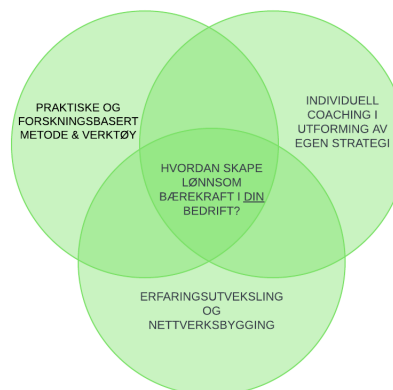 PRAKTISKE OG
FORSKNINGSBASERT
METODE & VERKTØY
INDIVIDUELL
COACHING I
UTFORMING AV
EGEN STRATEGI
HVORDAN SKAPE
LØNNSOM
BÆREKRAFT I DIN
BEDRIFT?
ERFARINGSUTVEKSLING
OG
NETTVERKSBYGGING